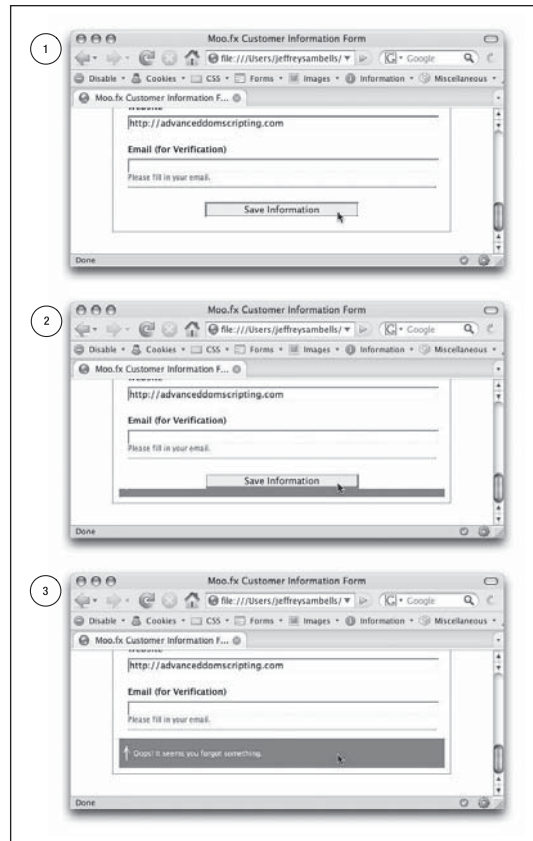 1
Moo.fx Customer Information Form
file:///Users/jeffreysambells/ G Google
Disable Cookies CSS Forms Images Information Miscellaneous
Moo.fx Customer Information F...
Website
http://advanceddomscripting.com
Email (for Verification)
Please fill in your email.
Save Information
Done
2
Moo.fx Customer Information Form
file:///Users/jeffreysambells/ G Google
Disable Cookies CSS Forms Images Information Miscellaneous
Moo.fx Customer Information F...
Website
http://advanceddomscripting.com
Email (for Verification)
Please fill in your email.
Save Information
Done
3
Moo.fx Customer Information Form
file:///Users/jeffreysambells/ G Google
Disable Cookies CSS Forms Images Information Miscellaneous
Moo.fx Customer Information F...
Website
http://advanceddomscripting.com
Email (for Verification)
Please fill in your email.
Oops! It seems you forgot something.
Done